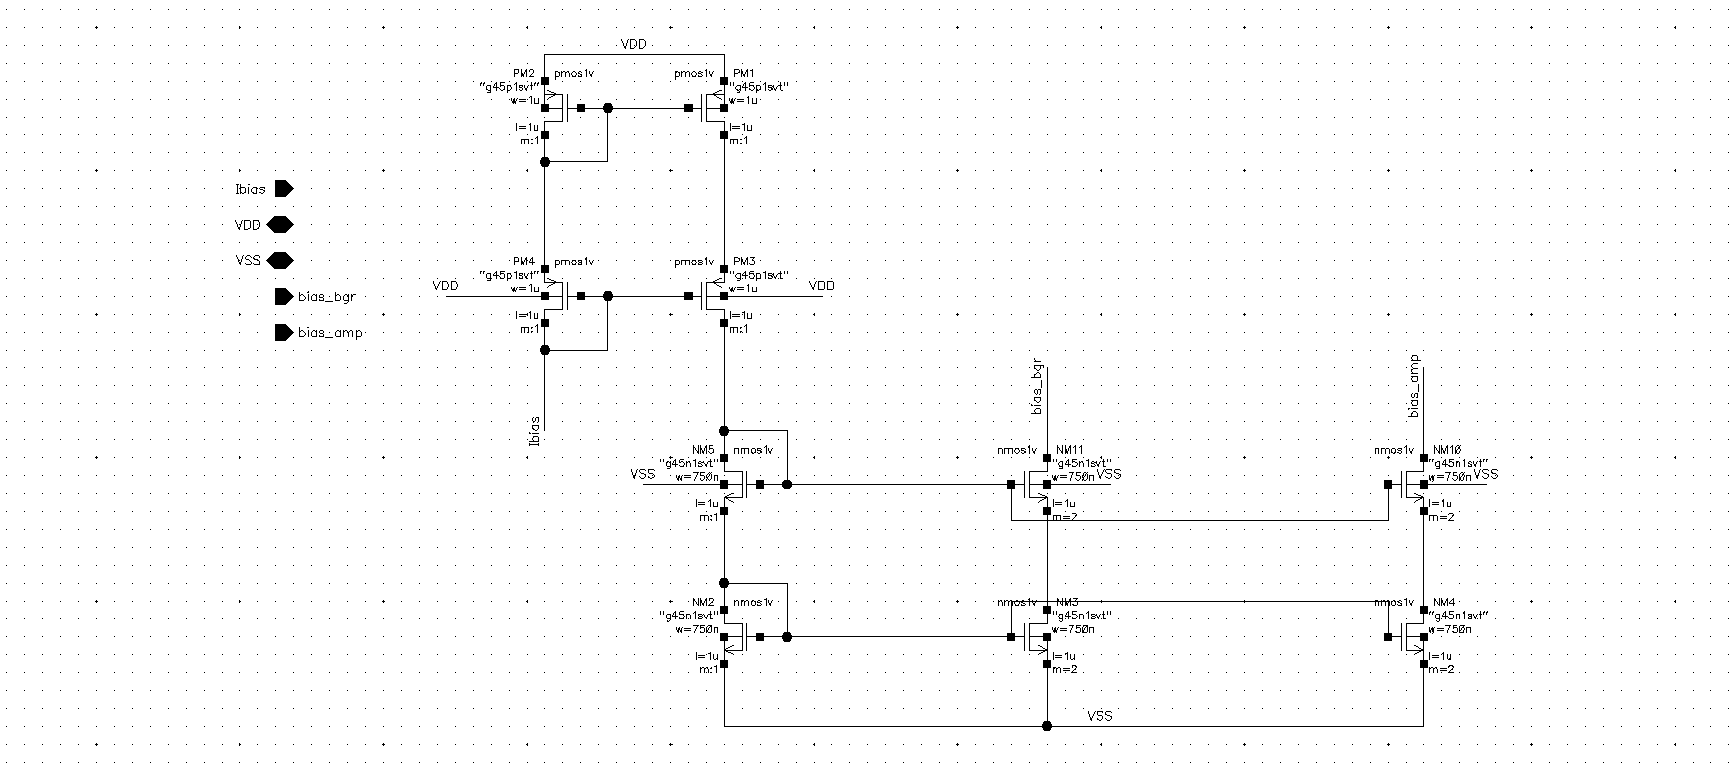 VDD
PM2 pmos1v
"g45p1svt"
w=1u
l=1u
m:1
pmos1v PM1
"g45p1svt"
w=1u
l=1u
m:1
Ibias
VDD
VSS
bias_bgr
bias_amp
PM4 pmos1v
"g45p1svt"
VDD
w=1u
l=1u
m:1
pmos1v PM3
"g45p1svt"
VDD
w=1u
l=1u
m:1
Ibias
bias_bgr
bias_amp
NM5 nmos1v
"g45n1svt"
VSS
w=750n
l=1u
m:1
nmos1v NM11
"g45n1svt"
VSS
w=750n
l=1u
m=2
nmos1v NM10
"g45n1svt"
VSS
w=750n
l=1u
m=2
NM2 nmos1v
"g45n1svt"
w=750n
l=1u
m:1
nmos1v NM3
"g45n1svt"
w=750n
l=1u
m=2
nmos1v NM4
"g45n1svt"
w=750n
l=1u
m=2
VSS